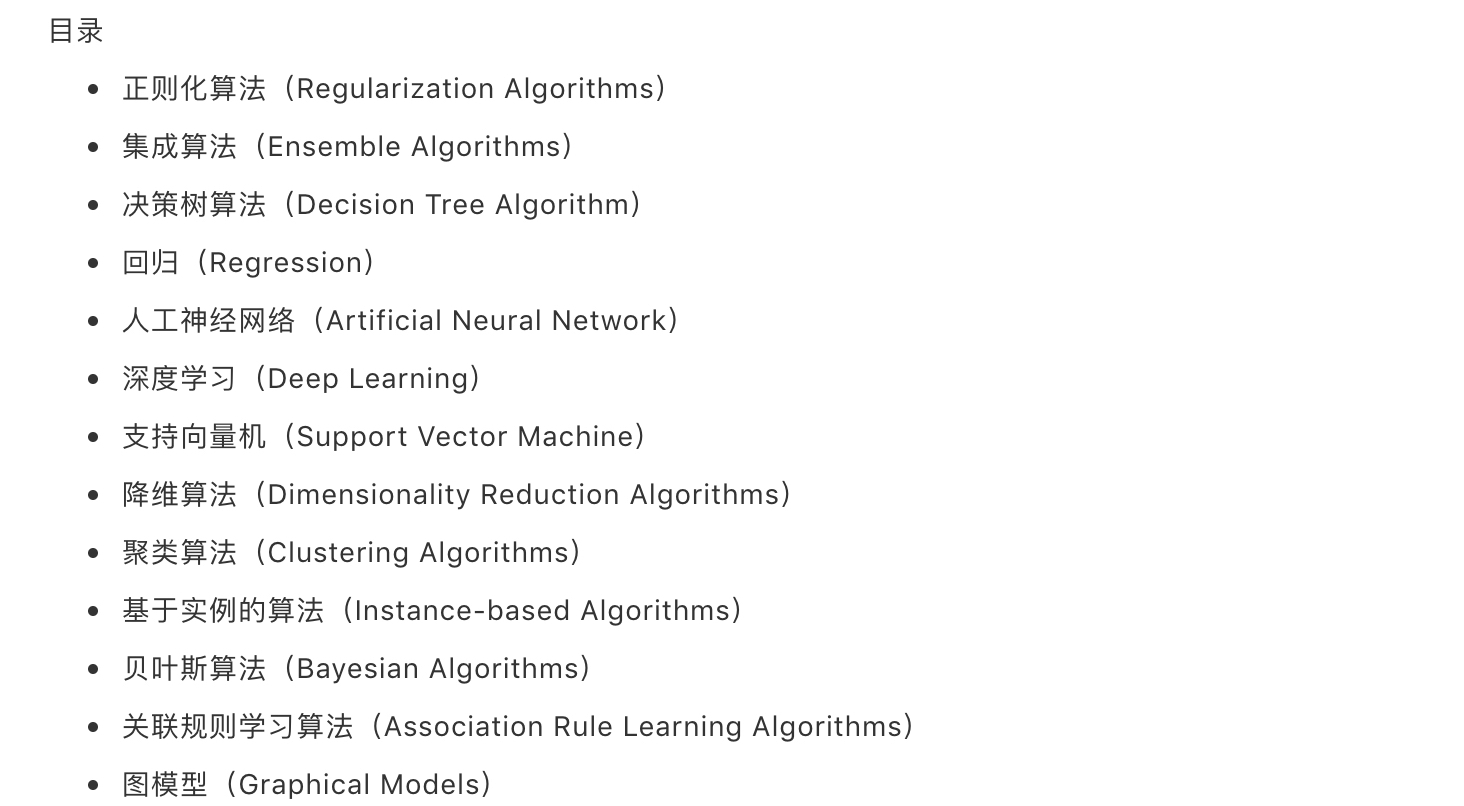 目录
• 正则化算法（Regularization Algorithms）
• 集成算法（Ensemble Algorithms）
• 决策树算法（Decision Tree Algorithm）
• 回归（Regression）
• 人工神经网络（Artificial Neural Network）
• 深度学习（Deep Learning）
• 支持向量机（Support Vector Machine）
• 降维算法（Dimensionality Reduction Algorithms）
• 聚类算法（Clustering Algorithms）
• 基于实例的算法（Instance-based Algorithms）
• 贝叶斯算法（Bayesian Algorithms）
• 关联规则学习算法（Association Rule Learning Algorithms）
• 图模型（Graphical Models）